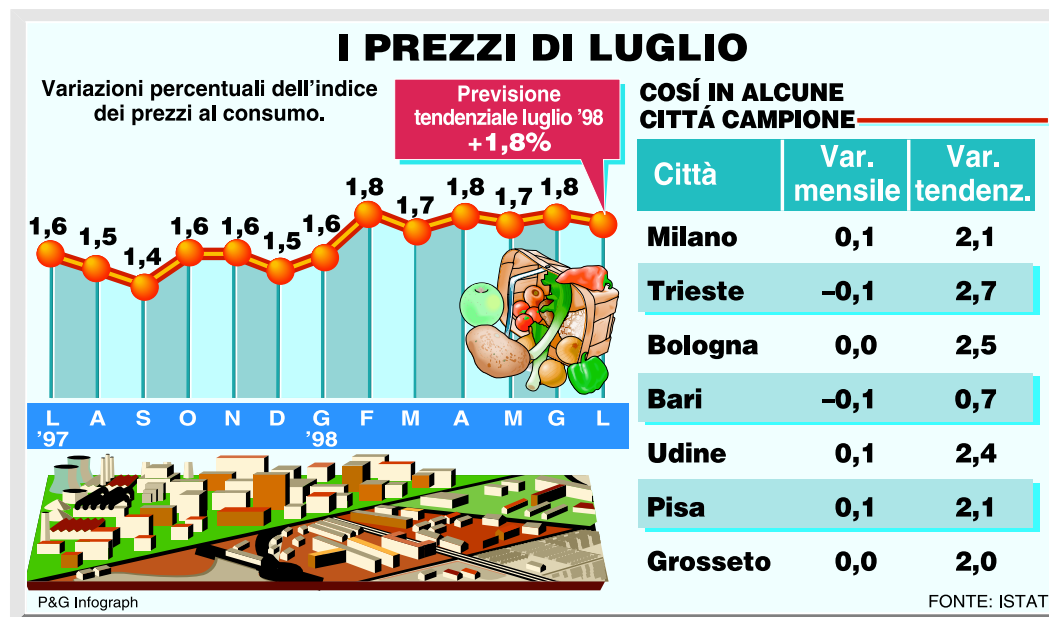 I PREZZI DI LUGLIO
Variazioni percentuali dell'indice
dei prezzi al consumo.
Previsione
tendenziale luglio '98
+1,8%
1,6 1,5 1,4 1,6 1,6 1,5 1,6 1,8 1,7 1,8 1,7 1,8
L A S O N D G F M A M G L
'97 '98
COSÍ IN ALCUNE
CITTÁ CAMPIONE
Città Var. mensile Var. tendenz.
Milano 0,1 2,1
Trieste –0,1 2,7
Bologna 0,0 2,5
Bari –0,1 0,7
Udine 0,1 2,4
Pisa 0,1 2,1
Grosseto 0,0 2,0
P&G Infograph
FONTE: ISTAT